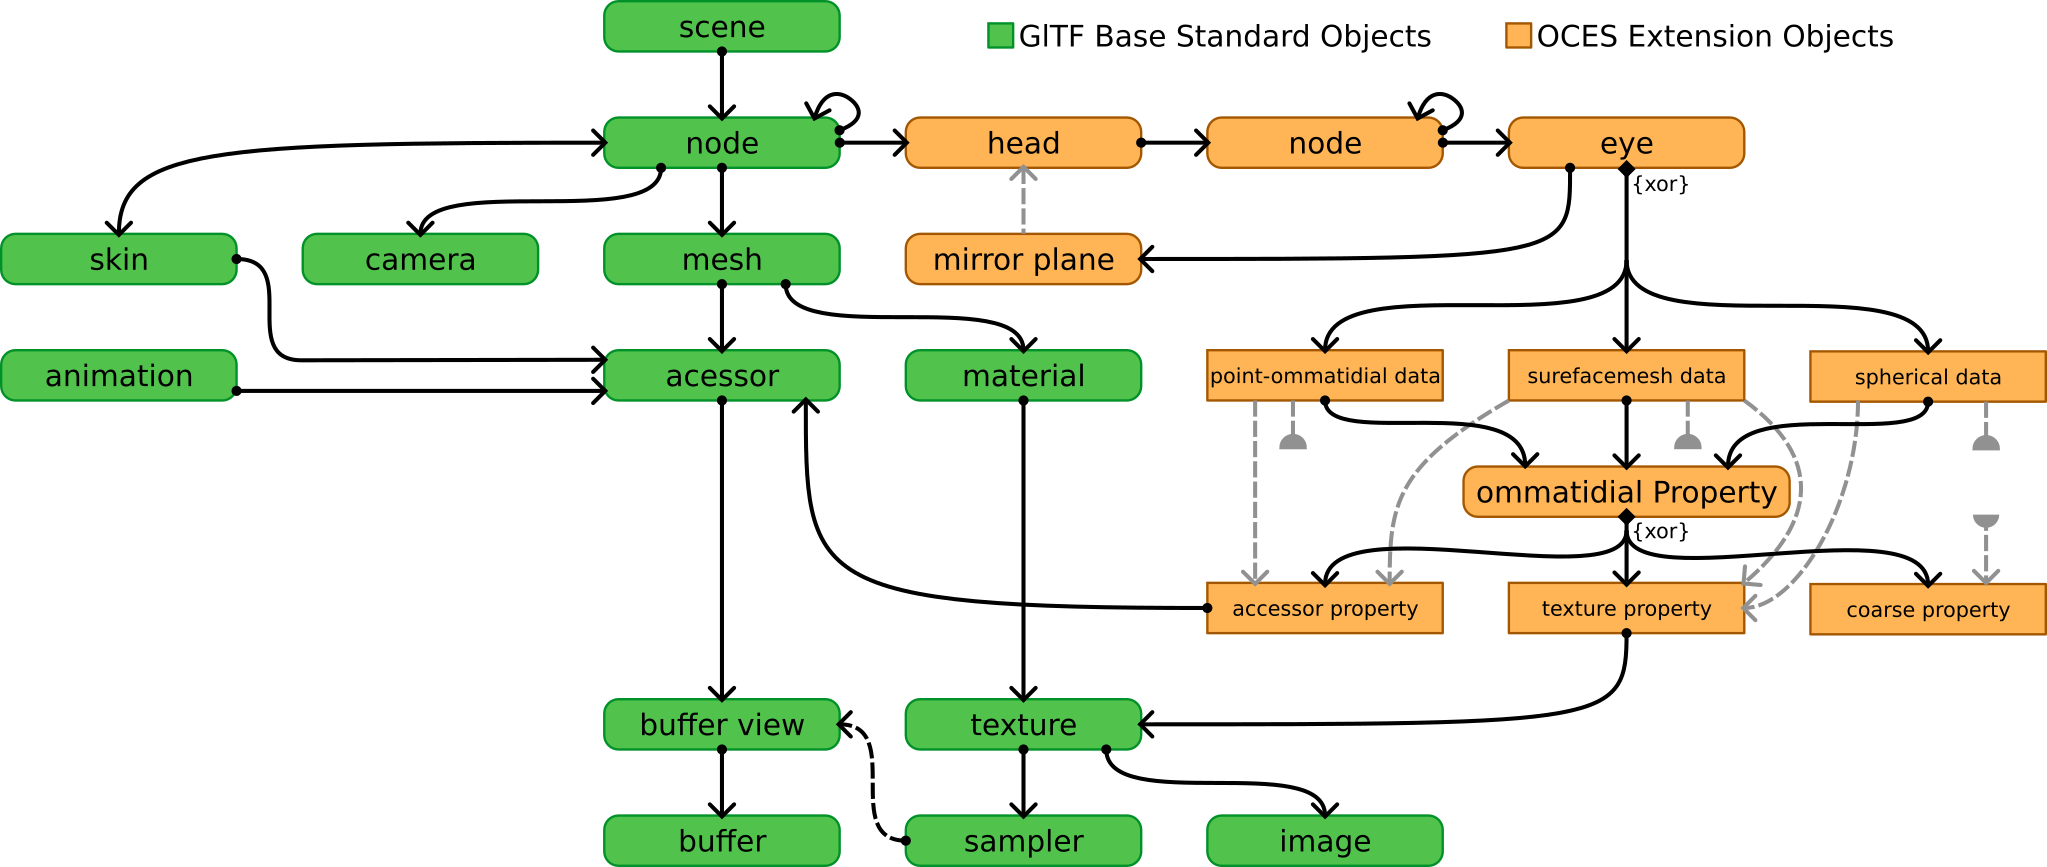 scene
GlTF Base Standard Objects
OCES Extension Objects
node
head
node
eye
{xor}
skin
camera
mesh
mirror plane
animation
acessor
material
point-ommatidial data
surefacemesh data
spherical data
ommatidial Property
{xor}
accessor property
texture property
coarse property
buffer view
texture
buffer
sampler
image